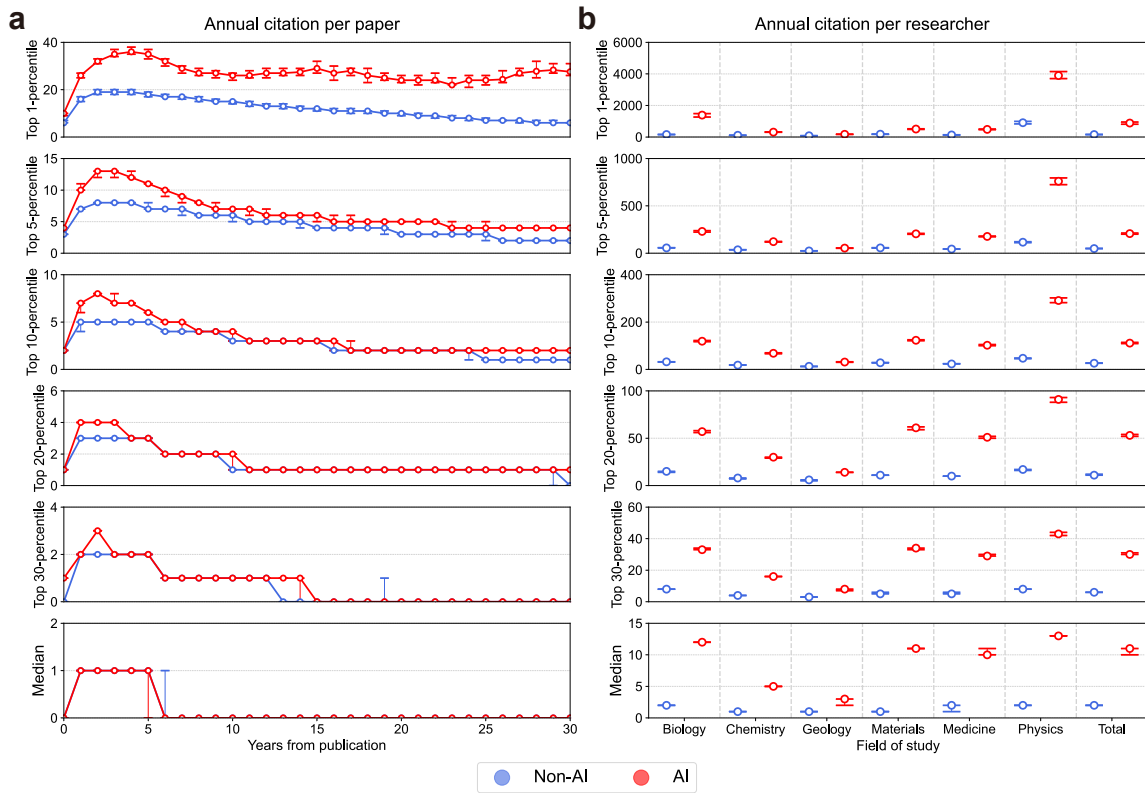 a
Annual citation per paper
Top 1-percentile
40
20
0
Top 5-percentile
15
10
5
0
Top 10-percentile
10
5
0
Top 20-percentile
6
4
2
0
Top 30-percentile
4
2
0
Median
2
1
0
0 5 10 15 20 25 30
Years from publication
b
Annual citation per researcher
Top 1-percentile
6000
4000
2000
0
Top 5-percentile
1000
500
0
Top 10-percentile
400
200
0
Top 20-percentile
100
50
0
Top 30-percentile
60
40
20
0
Median
15
10
5
0
Biology Chemistry Geology Materials Medicine Physics Total
Field of study
Non-AI AI